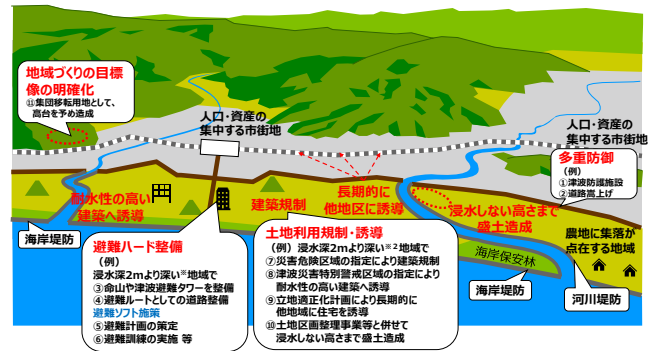 地域づくりの目標
像の明確化
⑪集団移転用地として、
高台を予め造成
人口・資産の
集中する市街地
人口・資産の
集中する市街地
多重防御
(例)
①津波防護施設
②道路嵩上げ
耐水性の高い
建築へ誘導
建築規制
長期的に
他地区に誘導
浸水しない高さまで
盛土造成
農地に集落が
点在する地域
海岸堤防
海岸保安林
海岸堤防
河川堤防
避難ハード整備
(例)
浸水深2mより深い※地域で
③命山や津波避難タワーを整備
④避難ルートとしての道路整備
避難ソフト施策
⑤避難計画の策定
⑥避難訓練の実施 等
土地利用規制・誘導
(例) 浸水深2mより深い※2地域で
⑦災害危険区域の指定により建築規制
⑧津波災害特別警戒区域の指定により
耐水性の高い建築へ誘導
⑨立地適正化計画により長期的に
他地域に住宅を誘導
⑩土地区画整理事業等と併せて
浸水しない高さまで盛土造成